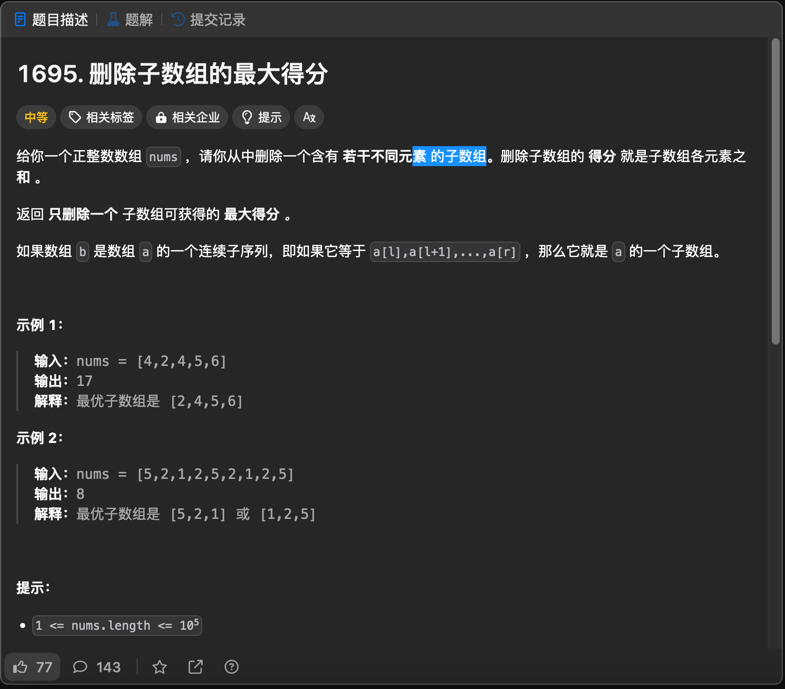 题目描述 题解 提交记录
1695. 删除子数组的最大得分
中等 相关标签 相关企业 提示 Aず
给你一个正整数数组 nums ，请你从中删除一个含有 若干不同元素 的子数组。删除子数组的 得分 就是子数组各元素之
和 。
返回 只删除一个 子数组可获得的 最大得分 。
如果数组 b 是数组 a 的一个连续子序列，即如果它等于 a[l],a[l+1],...,a[r] ，那么它就是 a 的一个子数组。
示例 1：
输入：nums = [4,2,4,5,6]
输出：17
解释：最优子数组是 [2,4,5,6]
示例 2：
输入：nums = [5,2,1,2,5,2,1,2,5]
输出：8
解释：最优子数组是 [5,2,1] 或 [1,2,5]
提示：
1 <= nums.length <= 10⁵
77 143